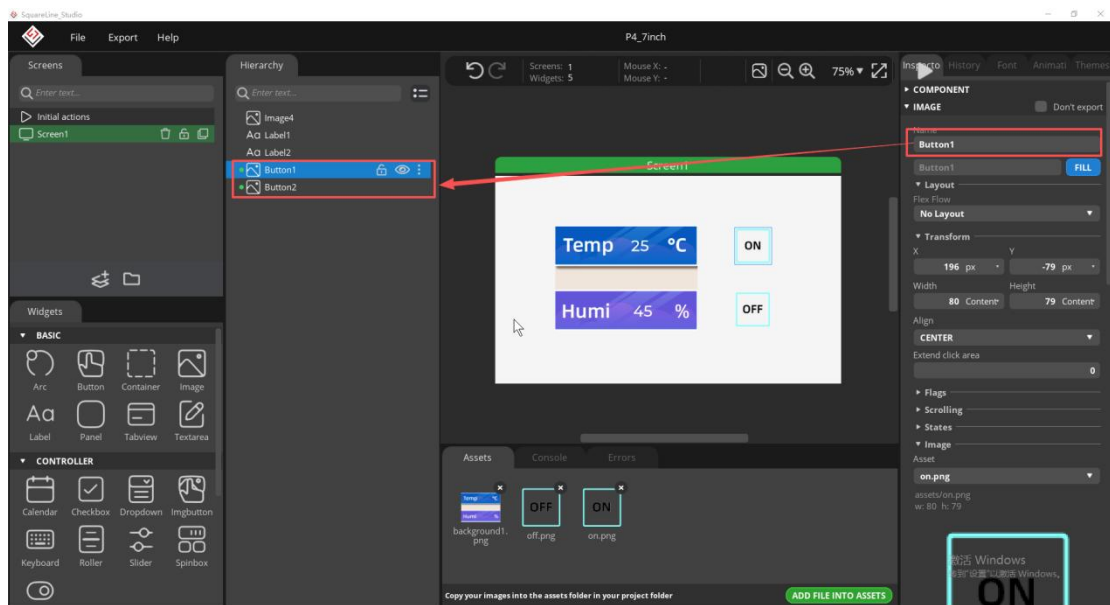 SquareLine_Studio
File Export Help
P4_7inch
Screens
Enter text...
Initial actions
Screen1
Hierarchy
Enter text...
Image4
Label1
Label2
Button1
Button2
Screens: 1
Widgets: 5
Mouse X: -
Mouse Y: -
75%
Screen1
Temp 25 °C
ON
Humi 45 %
OFF
Widgets
BASIC
Arc Button Container Image
Aa
Label Panel Tabview Textarea
CONTROLLER
Calendar Checkbox Dropdown Imgbutton
Keyboard Roller Slider Spinbox
Assets Console Errors
Temp °C
Humi %
OFF
ON
background1.
png
off.png
on.png
Copy your images into the assets folder in your project folder
ADD FILE INTO ASSETS
History Font Animati Themes
COMPONENT
IMAGE Don't export
Name
Button1
Button1 FILL
Layout
Flex Flow
No Layout
Transform
X Y
196 px -79 px
Width Height
80 Content 79 Content
Align
CENTER
Extend click area
0
Flags
Scrolling
States
Image
Asset
on.png
assets/on.png
w: 80 h: 79
激活 Windows
ON